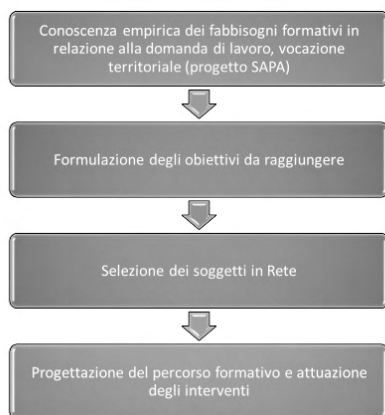 Conoscenza empirica dei fabbisogni formativi in
relazione alla domanda di lavoro, vocazione
territoriale (progetto SAPA)
Formulazione degli obiettivi da raggiungere
Selezione dei soggetti in Rete
Progettazione del percorso formativo e attuazione
degli interventi